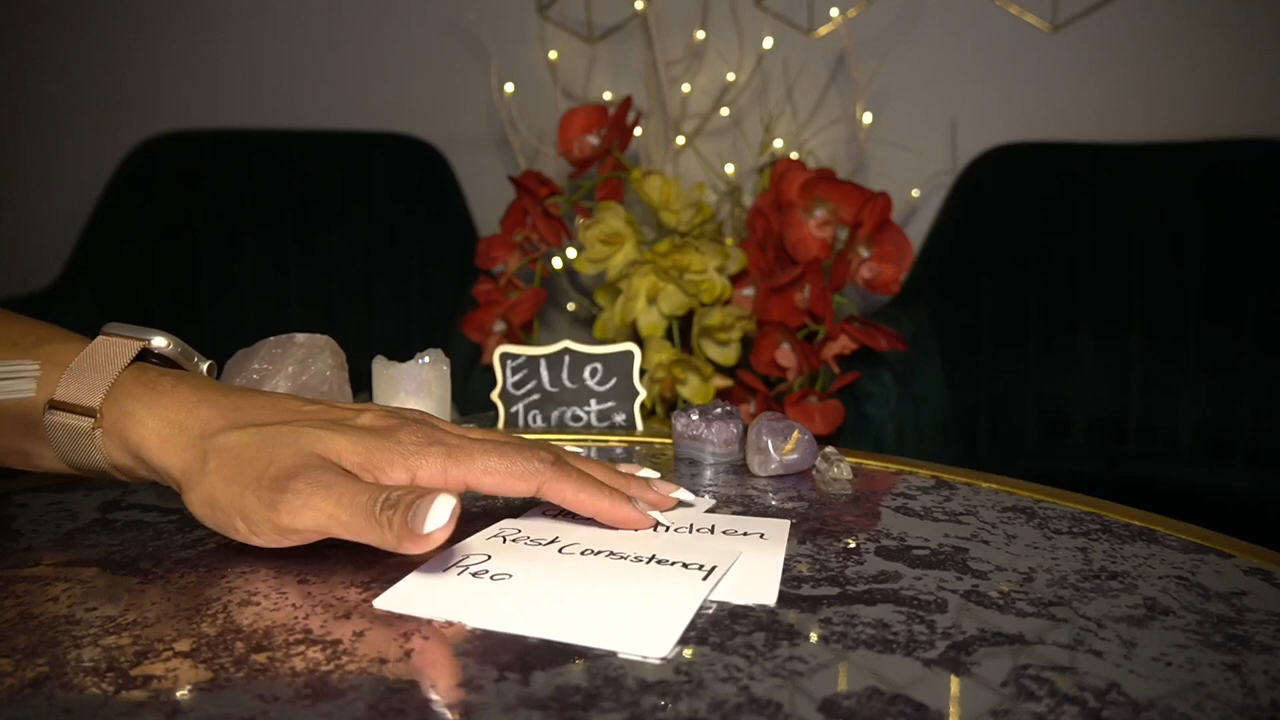 Elle
Tarot*
hidden
Rest Consistency
Rec